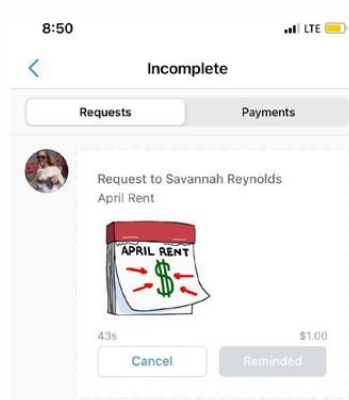 8:50
LTE
Incomplete
Requests
Payments
Request to Savannah Reynolds
April Rent
APRIL RENT
$
43s
$1.00
Cancel
Reminded